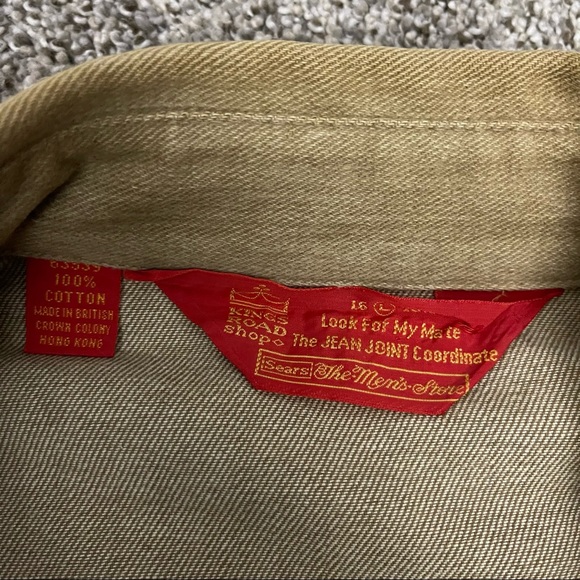 100%
COTTON
MADE IN BRITISH
CROWN COLONY
HONG KONG
KINGS
ROAD
Shop
16 L
Look For My Mate
The JEAN JOINT Coordinate
Sears The Men's Store